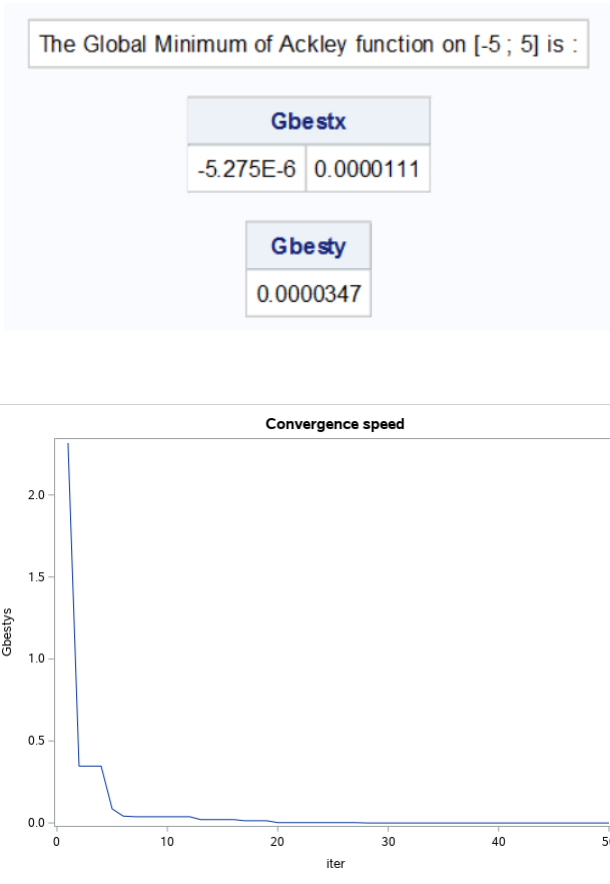 The Global Minimum of Ackley function on [-5 ; 5] is :
Gbestx
-5.275E-6 0.0000111
Gbesty
0.0000347
Convergence speed
2.0
1.5
1.0
0.5
0.0
Gbestys
0 10 20 30 40
iter